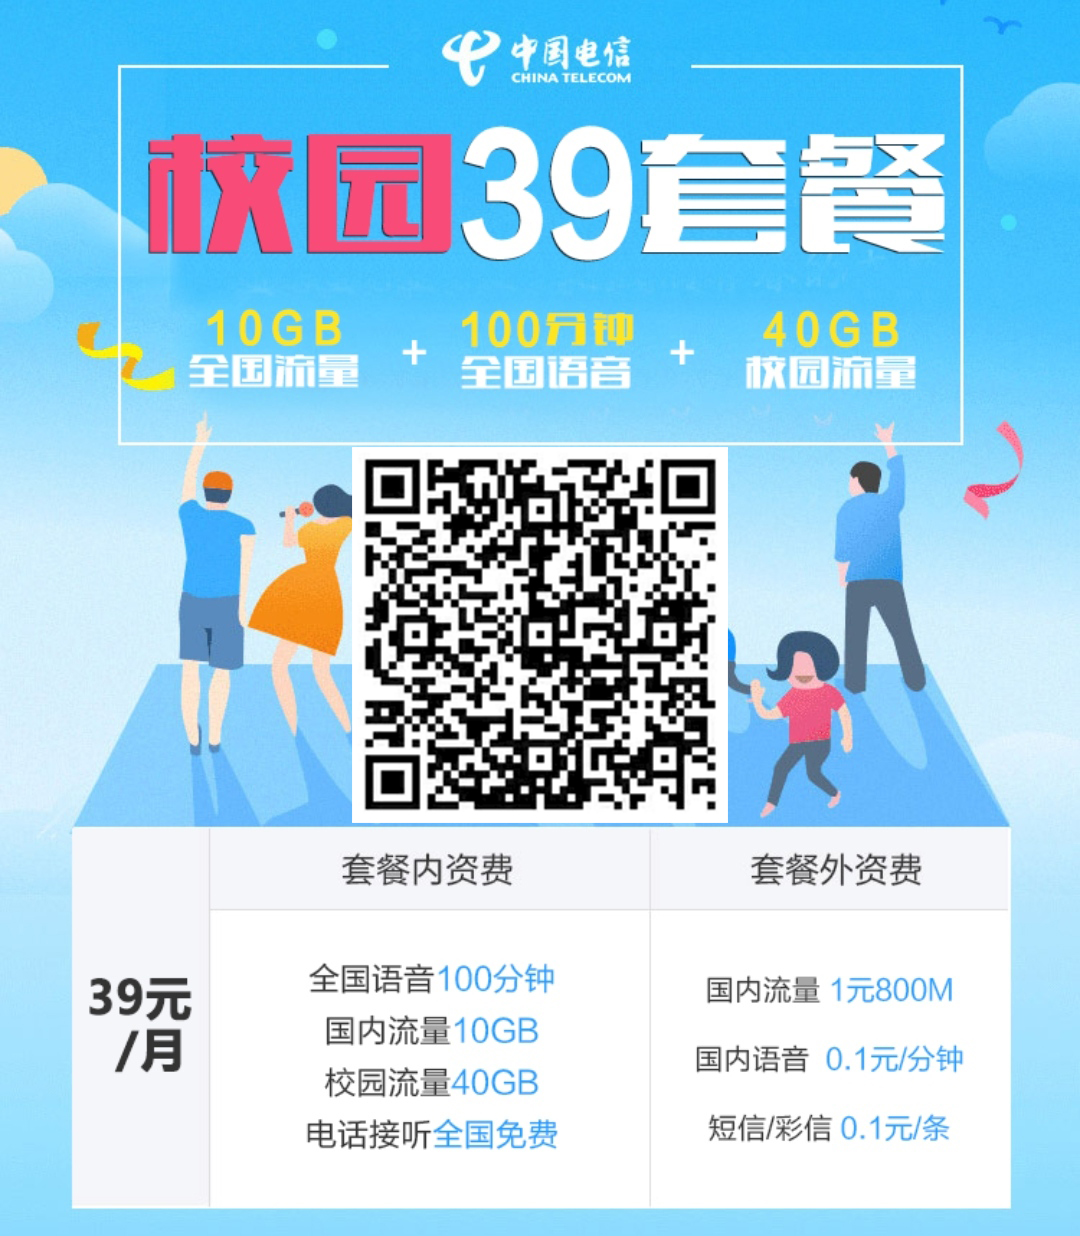 中国电信
CHINA TELECOM
校园39套餐
10GB + 100分钟 + 40GB
全国流量 全国语音 校园流量
套餐内资费 套餐外资费
39元/月
全国语音100分钟
国内流量10GB
校园流量40GB
电话接听全国免费
国内流量 1元800M
国内语音 0.1元/分钟
短信/彩信 0.1元/条